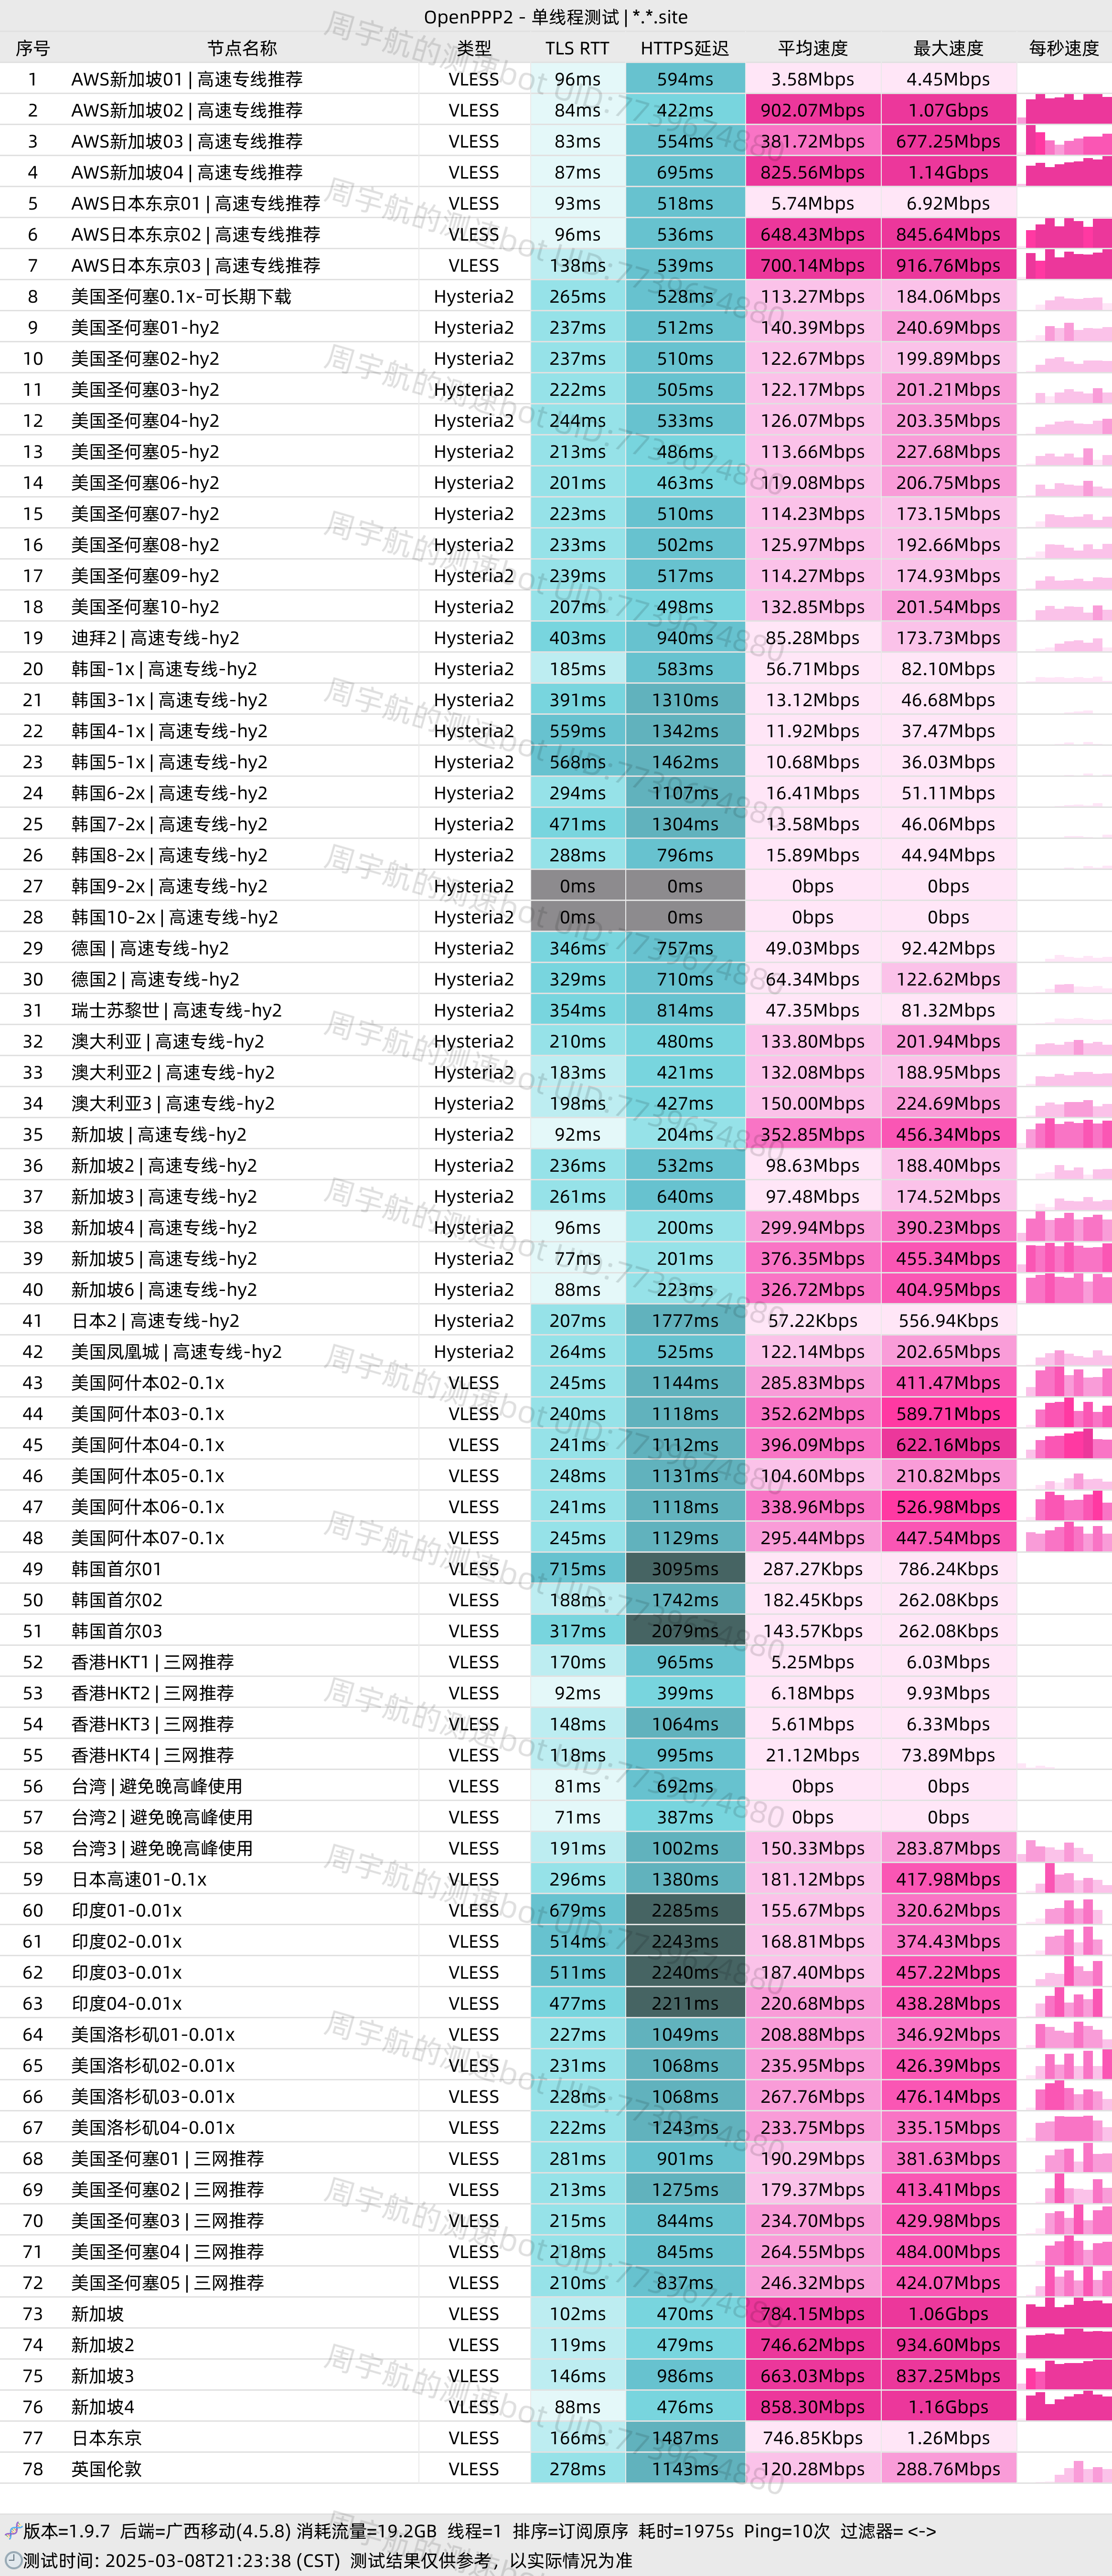 OpenPPP2 - 单线程测试 | *.*.site
序号 节点名称 类型 TLS RTT HTTPS延迟 平均速度 最大速度 每秒速度
1 AWS新加坡01 | 高速专线推荐 VLESS 96ms 594ms 3.58Mbps 4.45Mbps
2 AWS新加坡02 | 高速专线推荐 VLESS 84ms 422ms 902.07Mbps 1.07Gbps
3 AWS新加坡03 | 高速专线推荐 VLESS 83ms 554ms 381.72Mbps 677.25Mbps
4 AWS新加坡04 | 高速专线推荐 VLESS 87ms 695ms 825.56Mbps 1.14Gbps
5 AWS日本东京01 | 高速专线推荐 VLESS 93ms 518ms 5.74Mbps 6.92Mbps
6 AWS日本东京02 | 高速专线推荐 VLESS 96ms 536ms 648.43Mbps 845.64Mbps
7 AWS日本东京03 | 高速专线推荐 VLESS 138ms 539ms 700.14Mbps 916.76Mbps
8 美国圣何塞0.1x-可长期下载 Hysteria2 265ms 528ms 113.27Mbps 184.06Mbps
9 美国圣何塞01-hy2 Hysteria2 237ms 512ms 140.39Mbps 240.69Mbps
10 美国圣何塞02-hy2 Hysteria2 237ms 510ms 122.67Mbps 199.89Mbps
11 美国圣何塞03-hy2 Hysteria2 222ms 505ms 122.17Mbps 201.21Mbps
12 美国圣何塞04-hy2 Hysteria2 244ms 533ms 126.07Mbps 203.35Mbps
13 美国圣何塞05-hy2 Hysteria2 213ms 486ms 113.66Mbps 227.68Mbps
14 美国圣何塞06-hy2 Hysteria2 201ms 463ms 119.08Mbps 206.75Mbps
15 美国圣何塞07-hy2 Hysteria2 223ms 510ms 114.23Mbps 173.15Mbps
16 美国圣何塞08-hy2 Hysteria2 233ms 502ms 125.97Mbps 192.66Mbps
17 美国圣何塞09-hy2 Hysteria2 239ms 517ms 114.27Mbps 174.93Mbps
18 美国圣何塞10-hy2 Hysteria2 207ms 498ms 132.85Mbps 201.54Mbps
19 迪拜2 | 高速专线-hy2 Hysteria2 403ms 940ms 85.28Mbps 173.73Mbps
20 韩国-1x | 高速专线-hy2 Hysteria2 185ms 583ms 56.71Mbps 82.10Mbps
21 韩国3-1x | 高速专线-hy2 Hysteria2 391ms 1310ms 13.12Mbps 46.68Mbps
22 韩国4-1x | 高速专线-hy2 Hysteria2 559ms 1342ms 11.92Mbps 37.47Mbps
23 韩国5-1x | 高速专线-hy2 Hysteria2 568ms 1462ms 10.68Mbps 36.03Mbps
24 韩国6-2x | 高速专线-hy2 Hysteria2 294ms 1107ms 16.41Mbps 51.11Mbps
25 韩国7-2x | 高速专线-hy2 Hysteria2 471ms 1304ms 13.58Mbps 46.06Mbps
26 韩国8-2x | 高速专线-hy2 Hysteria2 288ms 796ms 15.89Mbps 44.94Mbps
27 韩国9-2x | 高速专线-hy2 Hysteria2 0ms 0ms 0bps 0bps
28 韩国10-2x | 高速专线-hy2 Hysteria2 0ms 0ms 0bps 0bps
29 德国 | 高速专线-hy2 Hysteria2 346ms 757ms 49.03Mbps 92.42Mbps
30 德国2 | 高速专线-hy2 Hysteria2 329ms 710ms 64.34Mbps 122.62Mbps
31 瑞士苏黎世 | 高速专线-hy2 Hysteria2 354ms 814ms 47.35Mbps 81.32Mbps
32 澳大利亚 | 高速专线-hy2 Hysteria2 210ms 480ms 133.80Mbps 201.94Mbps
33 澳大利亚2 | 高速专线-hy2 Hysteria2 183ms 421ms 132.08Mbps 188.95Mbps
34 澳大利亚3 | 高速专线-hy2 Hysteria2 198ms 427ms 150.00Mbps 224.69Mbps
35 新加坡 | 高速专线-hy2 Hysteria2 92ms 204ms 352.85Mbps 456.34Mbps
36 新加坡2 | 高速专线-hy2 Hysteria2 236ms 532ms 98.63Mbps 188.40Mbps
37 新加坡3 | 高速专线-hy2 Hysteria2 261ms 640ms 97.48Mbps 174.52Mbps
38 新加坡4 | 高速专线-hy2 Hysteria2 96ms 200ms 299.94Mbps 390.23Mbps
39 新加坡5 | 高速专线-hy2 Hysteria2 77ms 201ms 376.35Mbps 455.34Mbps
40 新加坡6 | 高速专线-hy2 Hysteria2 88ms 223ms 326.72Mbps 404.95Mbps
41 日本2 | 高速专线-hy2 Hysteria2 207ms 1777ms 57.22Kbps 556.94Kbps
42 美国凤凰城 | 高速专线-hy2 Hysteria2 264ms 525ms 122.14Mbps 202.65Mbps
43 美国阿什本02-0.1x VLESS 245ms 1144ms 285.83Mbps 411.47Mbps
44 美国阿什本03-0.1x VLESS 240ms 1118ms 352.62Mbps 589.71Mbps
45 美国阿什本04-0.1x VLESS 241ms 1112ms 396.09Mbps 622.16Mbps
46 美国阿什本05-0.1x VLESS 248ms 1131ms 104.60Mbps 210.82Mbps
47 美国阿什本06-0.1x VLESS 241ms 1118ms 338.96Mbps 526.98Mbps
48 美国阿什本07-0.1x VLESS 245ms 1129ms 295.44Mbps 447.54Mbps
49 韩国首尔01 VLESS 715ms 3095ms 287.27Kbps 786.24Kbps
50 韩国首尔02 VLESS 188ms 1742ms 182.45Kbps 262.08Kbps
51 韩国首尔03 VLESS 317ms 2079ms 143.57Kbps 262.08Kbps
52 香港HKT1 | 三网推荐 VLESS 170ms 965ms 5.25Mbps 6.03Mbps
53 香港HKT2 | 三网推荐 VLESS 92ms 399ms 6.18Mbps 9.93Mbps
54 香港HKT3 | 三网推荐 VLESS 148ms 1064ms 5.61Mbps 6.33Mbps
55 香港HKT4 | 三网推荐 VLESS 118ms 995ms 21.12Mbps 73.89Mbps
56 台湾 | 避免晚高峰使用 VLESS 81ms 692ms 0bps 0bps
57 台湾2 | 避免晚高峰使用 VLESS 71ms 387ms 0bps 0bps
58 台湾3 | 避免晚高峰使用 VLESS 191ms 1002ms 150.33Mbps 283.87Mbps
59 日本高速01-0.1x VLESS 296ms 1380ms 181.12Mbps 417.98Mbps
60 印度01-0.01x VLESS 679ms 2285ms 155.67Mbps 320.62Mbps
61 印度02-0.01x VLESS 514ms 2243ms 168.81Mbps 374.43Mbps
62 印度03-0.01x VLESS 511ms 2240ms 187.40Mbps 457.22Mbps
63 印度04-0.01x VLESS 477ms 2211ms 220.68Mbps 438.28Mbps
64 美国洛杉矶01-0.01x VLESS 227ms 1049ms 208.88Mbps 346.92Mbps
65 美国洛杉矶02-0.01x VLESS 231ms 1068ms 235.95Mbps 426.39Mbps
66 美国洛杉矶03-0.01x VLESS 228ms 1068ms 267.76Mbps 476.14Mbps
67 美国洛杉矶04-0.01x VLESS 222ms 1243ms 233.75Mbps 335.15Mbps
68 美国圣何塞01 | 三网推荐 VLESS 281ms 901ms 190.29Mbps 381.63Mbps
69 美国圣何塞02 | 三网推荐 VLESS 213ms 1275ms 179.37Mbps 413.41Mbps
70 美国圣何塞03 | 三网推荐 VLESS 215ms 844ms 234.70Mbps 429.98Mbps
71 美国圣何塞04 | 三网推荐 VLESS 218ms 845ms 264.55Mbps 484.00Mbps
72 美国圣何塞05 | 三网推荐 VLESS 210ms 837ms 246.32Mbps 424.07Mbps
73 新加坡 VLESS 102ms 470ms 784.15Mbps 1.06Gbps
74 新加坡2 VLESS 119ms 479ms 746.62Mbps 934.60Mbps
75 新加坡3 VLESS 146ms 986ms 663.03Mbps 837.25Mbps
76 新加坡4 VLESS 88ms 476ms 858.30Mbps 1.16Gbps
77 日本东京 VLESS 166ms 1487ms 746.85Kbps 1.26Mbps
78 英国伦敦 VLESS 278ms 1143ms 120.28Mbps 288.76Mbps
版本=1.9.7 后端=广西移动(4.5.8) 消耗流量=19.2GB 线程=1 排序=订阅原序 耗时=1975s Ping=10次 过滤器= <->
测试时间: 2025-03-08T21:23:38 (CST) 测试结果仅供参考，以实际情况为准
周宇航的测速bot UID:7739674880